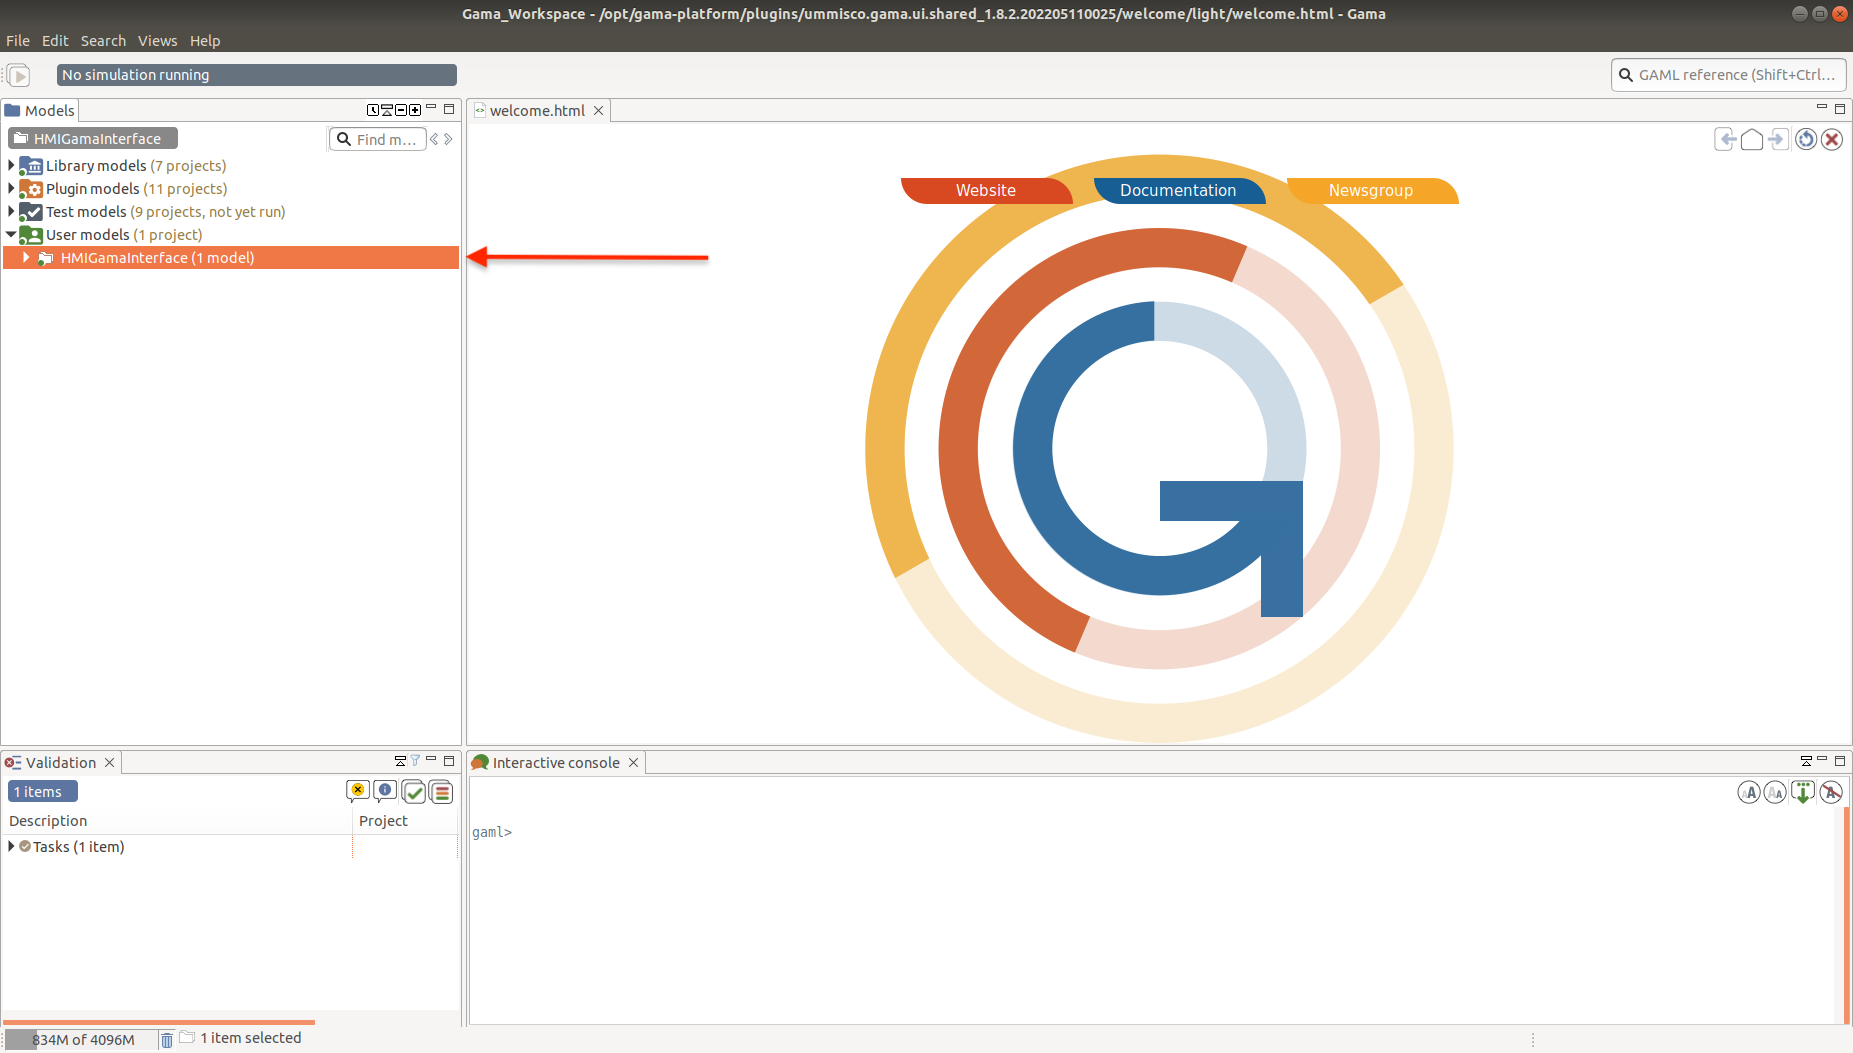 Gama_Workspace - /opt/gama-platform/plugins/ummisco.gama.ui.shared_1.8.2.202205110025/welcome/light/welcome.html - Gama
File Edit Search Views Help
No simulation running
GAML reference (Shift+Ctrl...
Models
welcome.html
HMIGamaInterface
Find m...
Library models (7 projects)
Plugin models (11 projects)
Test models (9 projects, not yet run)
User models (1 project)
HMIGamaInterface (1 model)
Website
Documentation
Newsgroup
Validation
1 items
Description Project
Tasks (1 item)
Interactive console
AA
AA
A
gaml>
834M of 4096M
1 item selected